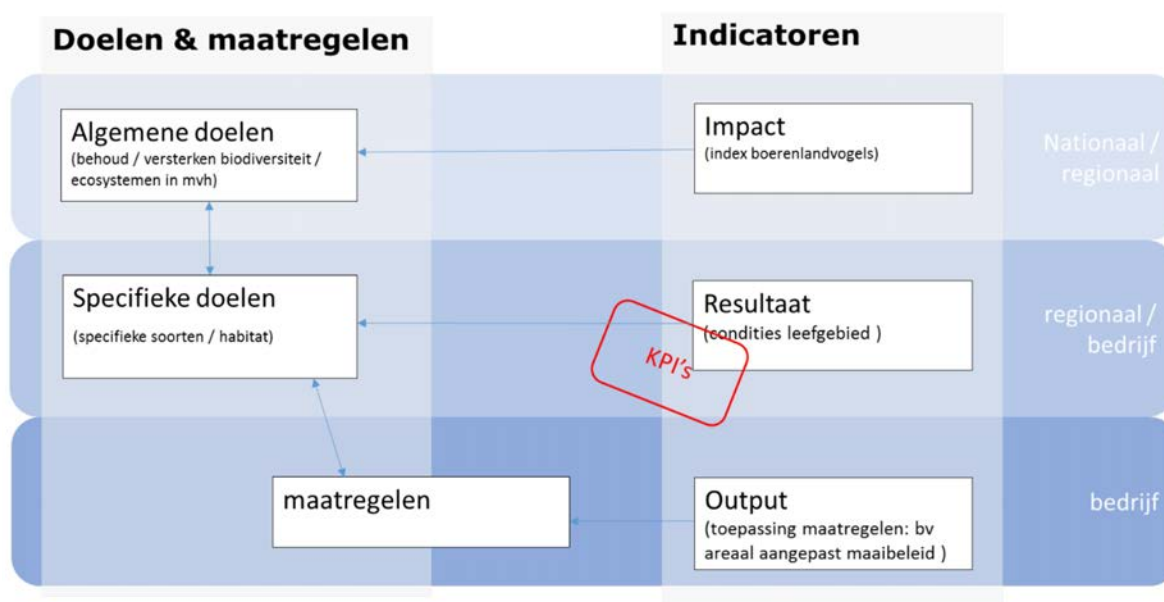 Doelen & maatregelen
Indicatoren
Algemene doelen
(behoud / versterken biodiversiteit /
ecosystemen in mvh)
Impact
(index boerenlandvogels)
Nationaal /
regionaal
Specifieke doelen
(specifieke soorten / habitat)
Resultaat
(condities leefgebied )
KPI's
regionaal /
bedrijf
maatregelen
Output
(toepassing maatregelen: bv
areaal aangepast maaibeleid )
bedrijf